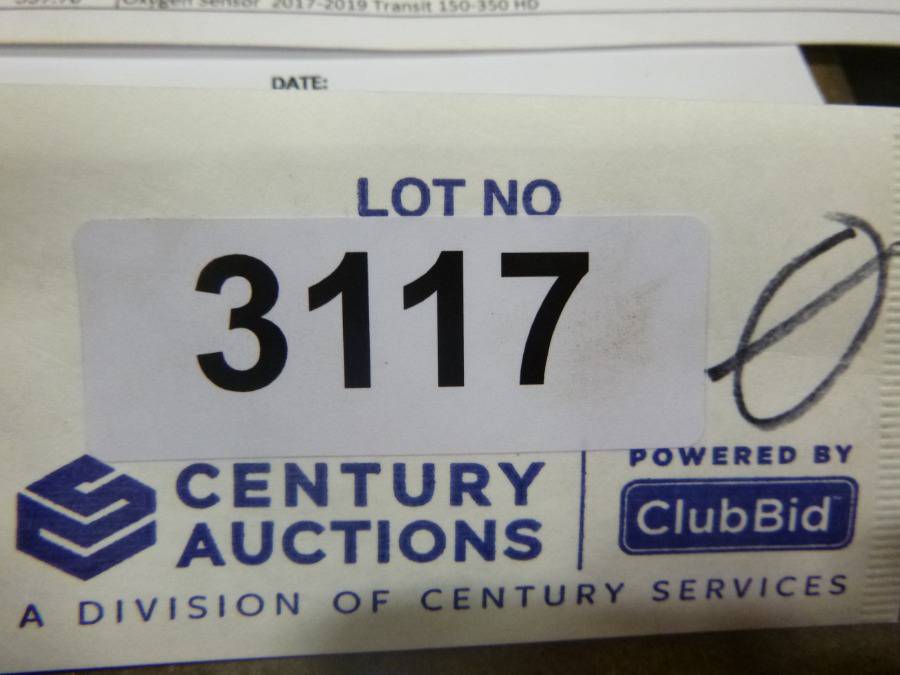 Oxygen Sensor 2017-2019 Transit 150-350 HD
DATE:
LOT NO
3117
CENTURY
AUCTIONS
POWERED BY
ClubBid™
A DIVISION OF CENTURY SERVICES